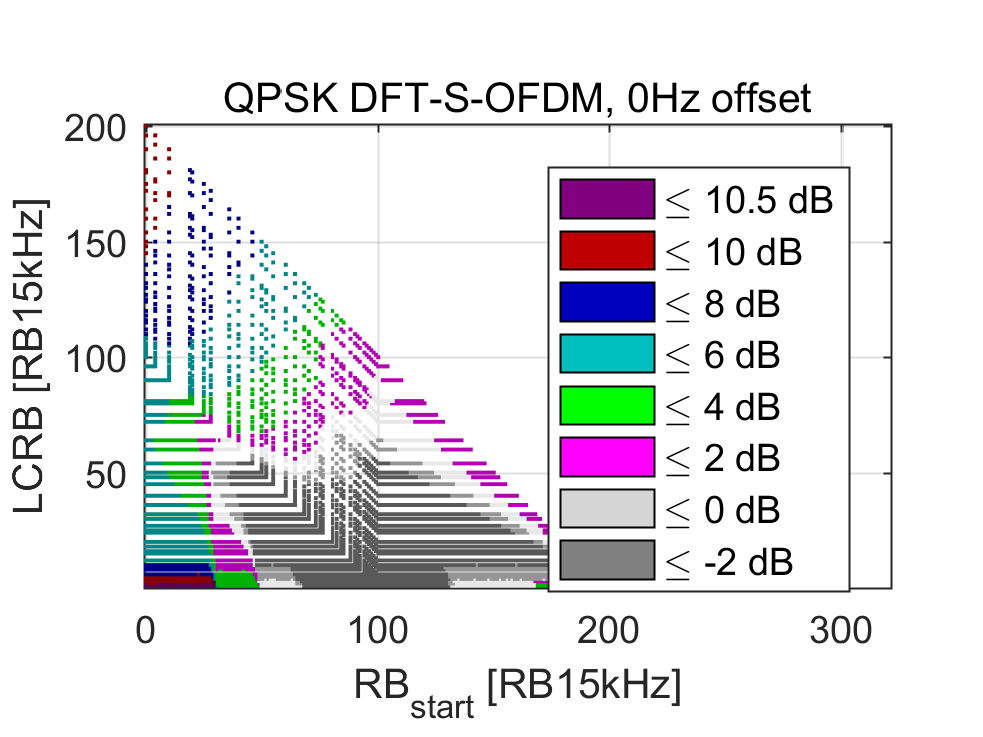 QPSK DFT-S-OFDM, 0Hz offset
200
150
100
50
LCRB [RB15kHz]
≤ 10.5 dB
≤ 10 dB
≤ 8 dB
≤ 6 dB
≤ 4 dB
≤ 2 dB
≤ 0 dB
≤ -2 dB
0 100 200 300
RBstart [RB15kHz]